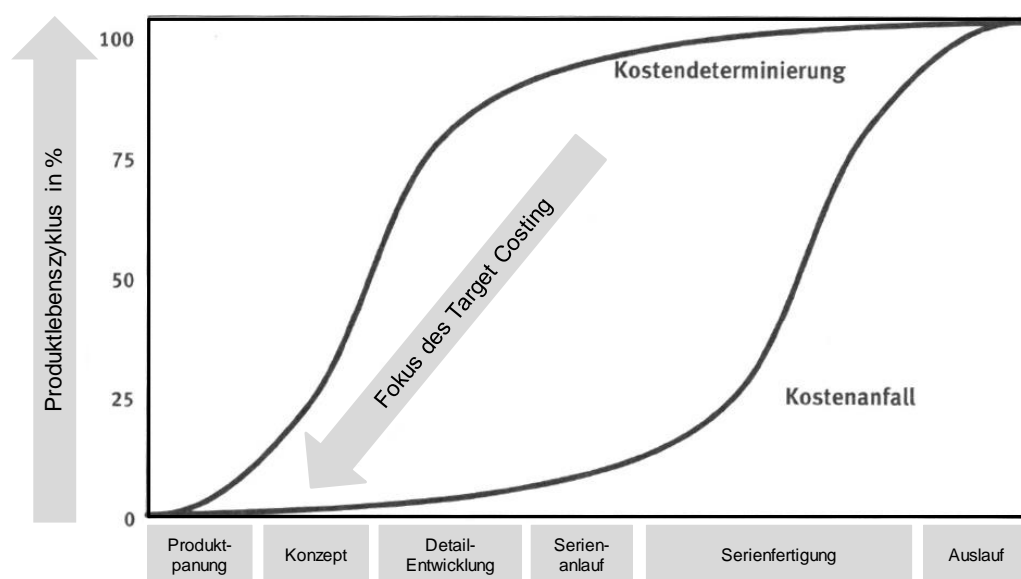 Produktlebenszyklus in %
100
75
50
25
0
Kostendeterminierung
Fokus des Target Costing
Kostenanfall
Produkt-
panung
Konzept
Detail-
Entwicklung
Serien-
anlauf
Serienfertigung
Auslauf